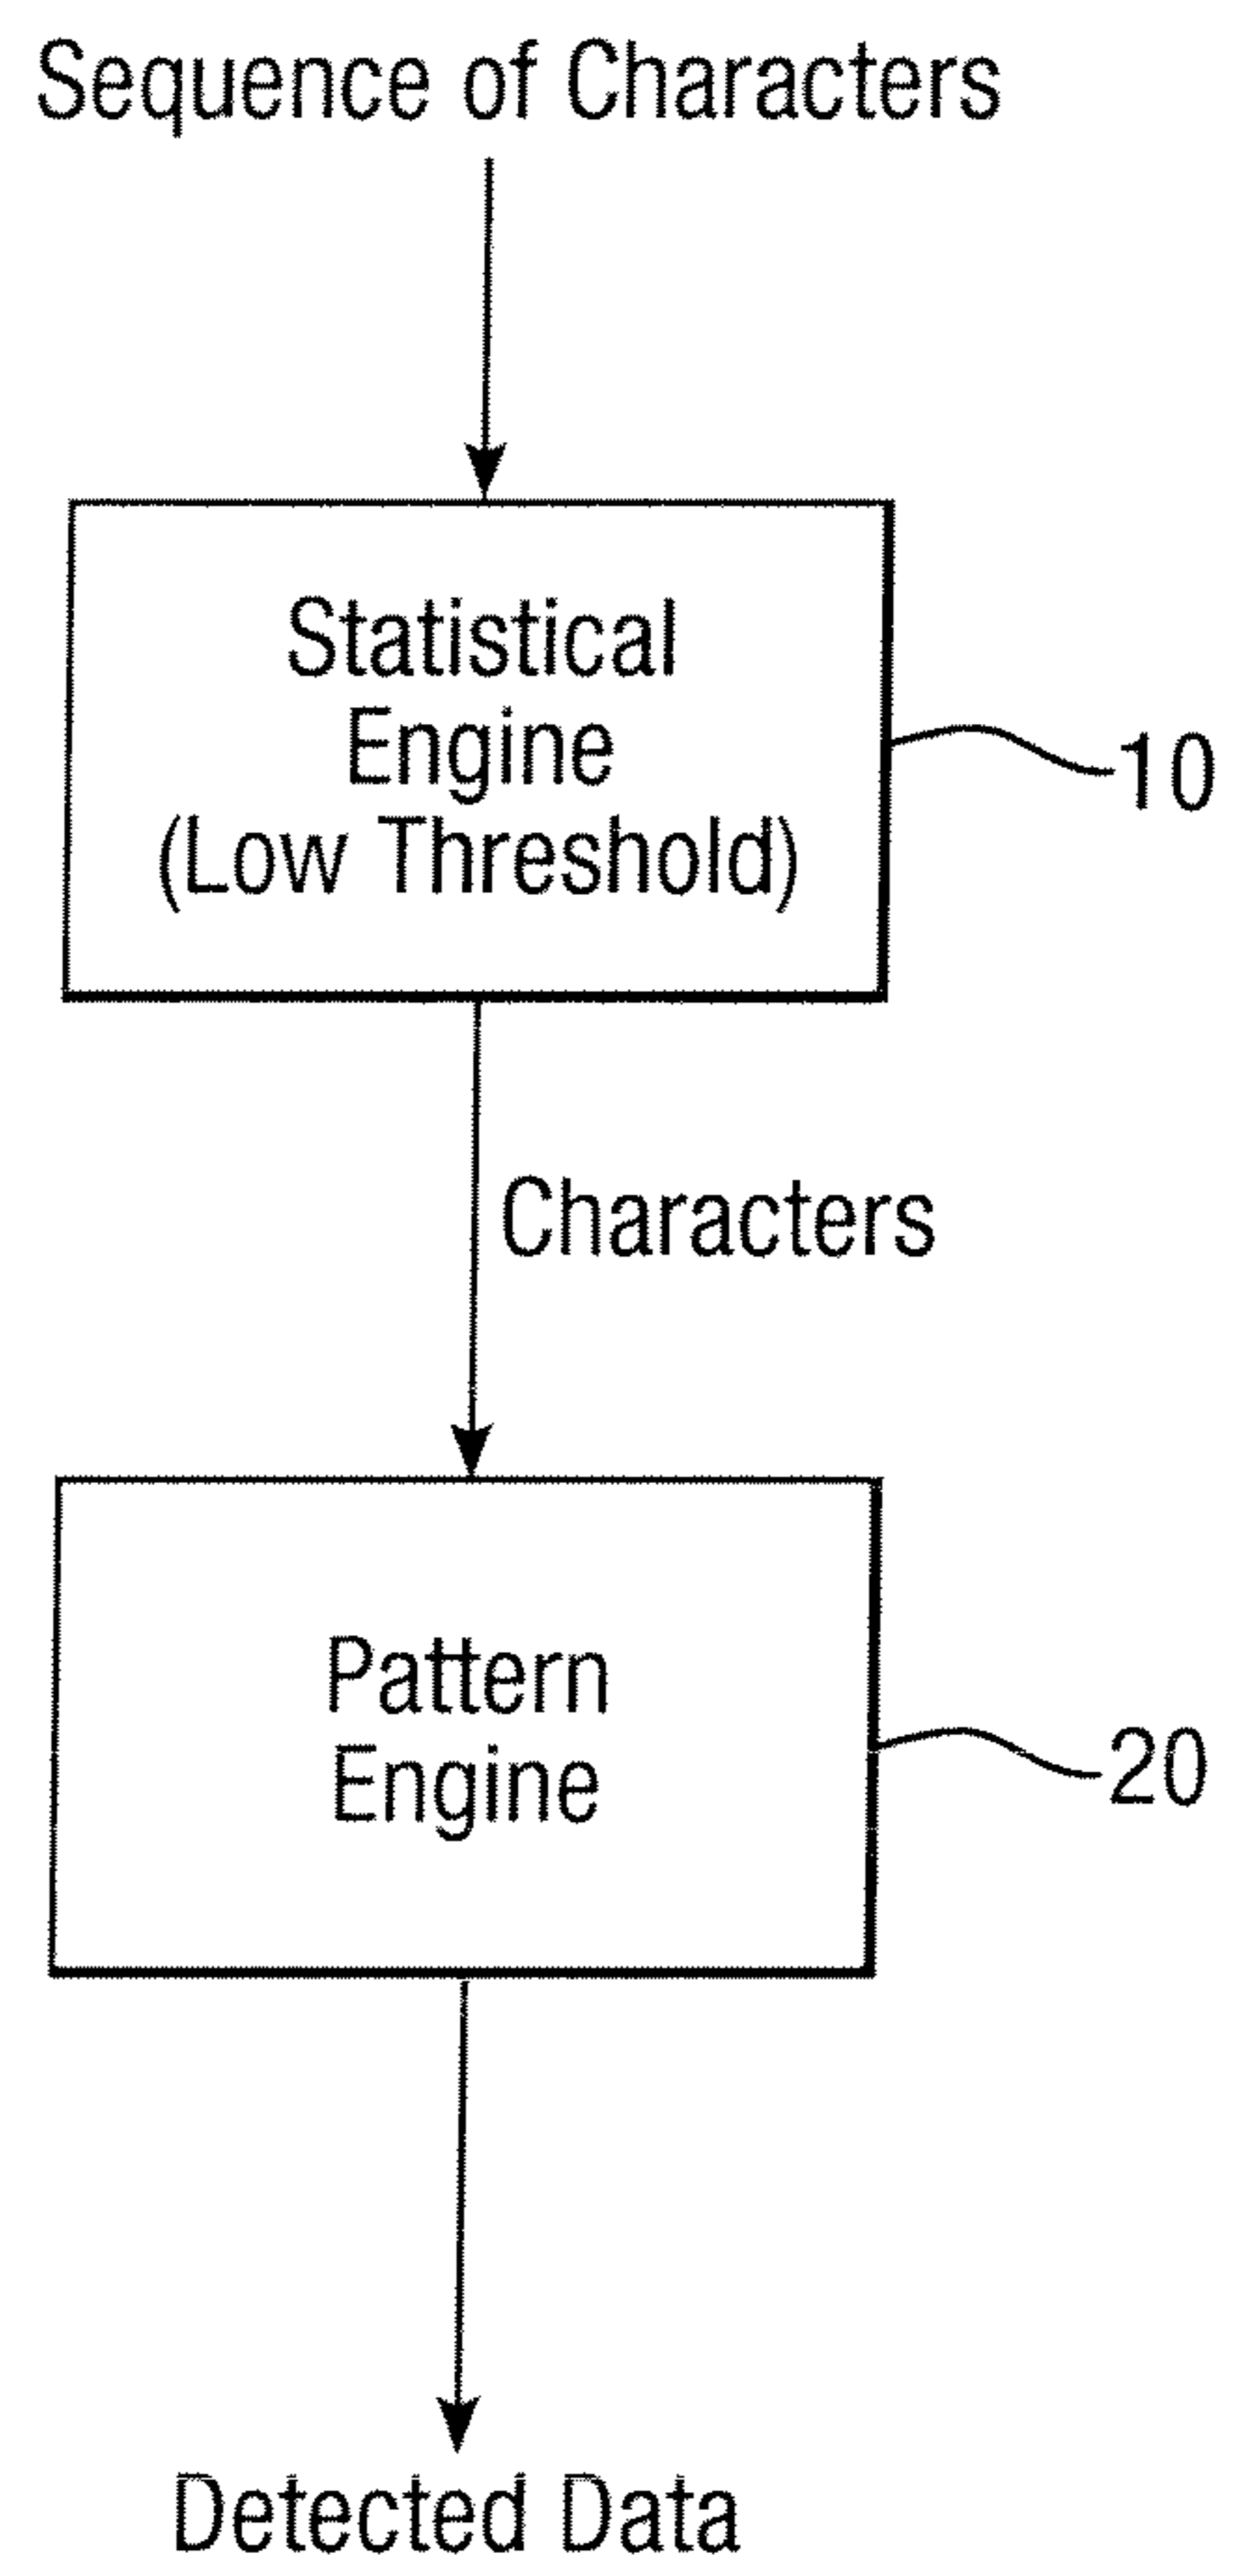 Sequence of Characters
Statistical
Engine
(Low Threshold)
10
Characters
Pattern
Engine
20
Detected Data